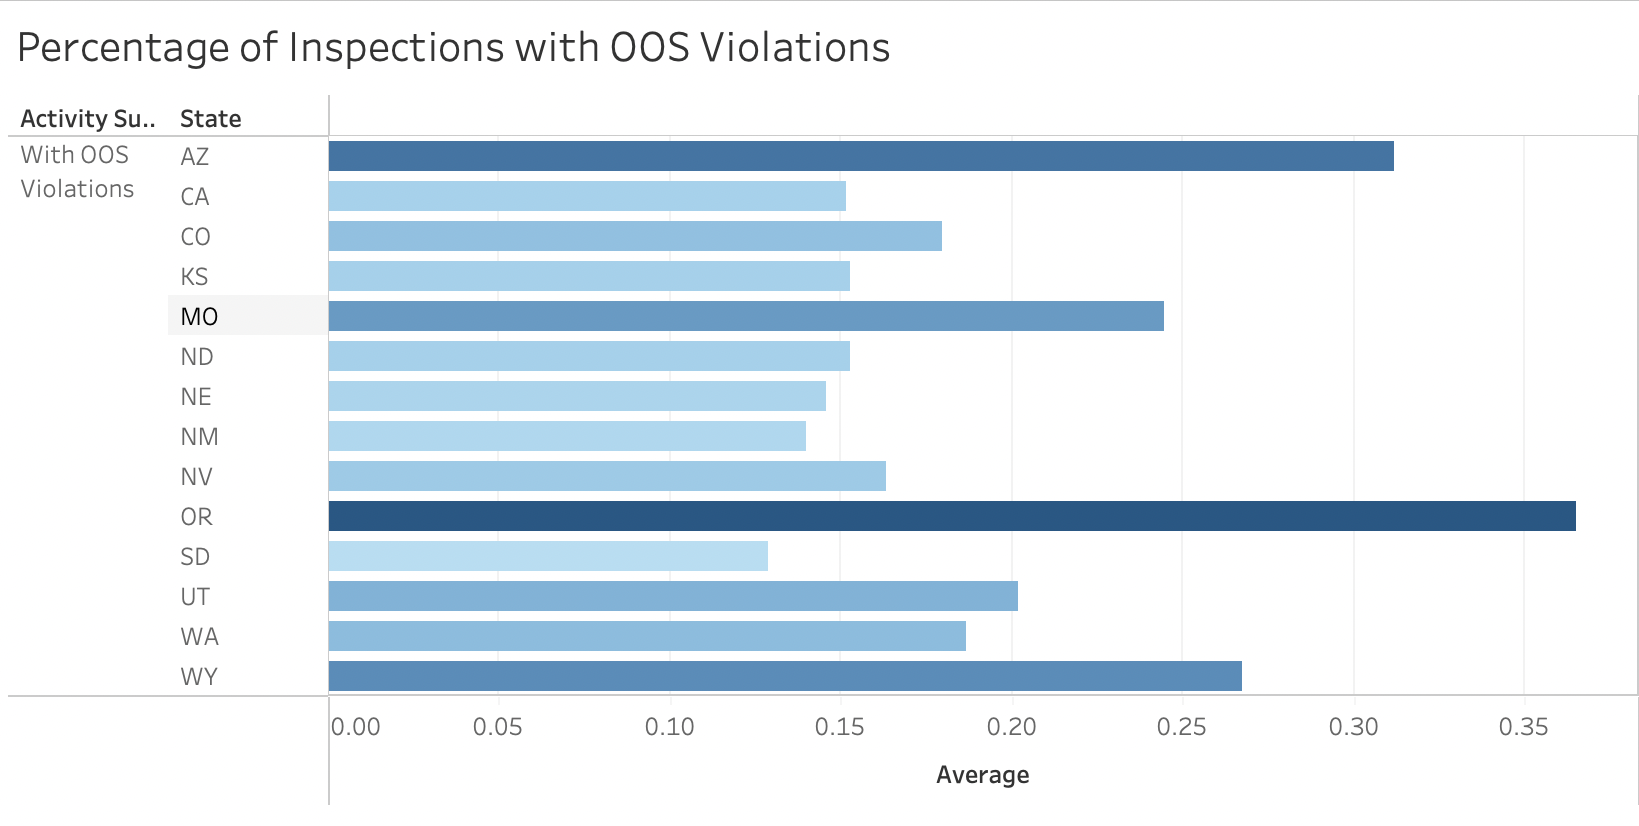 Percentage of Inspections with OOS Violations
Activity Su.. State
With OOS
Violations
AZ
CA
CO
KS
MO
ND
NE
NM
NV
OR
SD
UT
WA
WY
0.00 0.05 0.10 0.15 0.20 0.25 0.30 0.35
Average